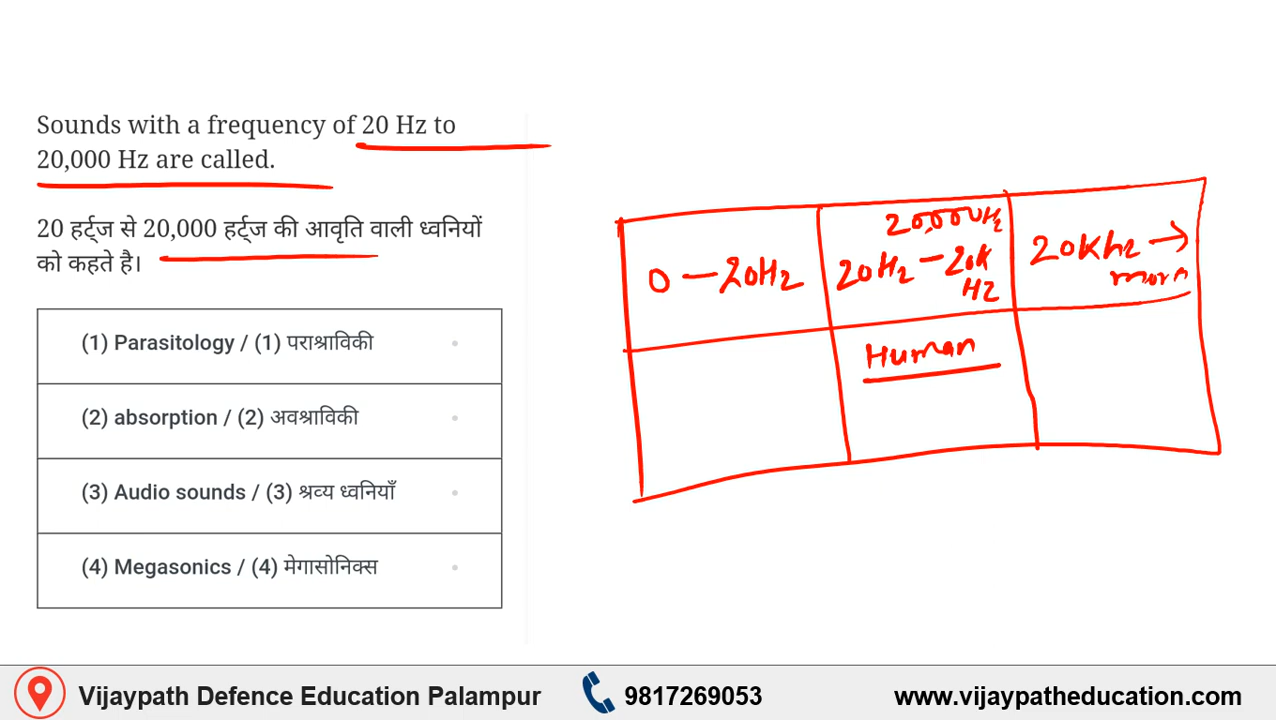 Sounds with a frequency of 20 Hz to
20,000 Hz are called.
20 हर्ट्ज से 20,000 हर्ट्ज की आवृति वाली ध्वनियों
को कहते है।
(1) Parasitology / (1) पराश्राविकी
(2) absorption / (2) अवश्राविकी
(3) Audio sounds / (3) श्रव्य ध्वनियाँ
(4) Megasonics / (4) मेगासोनिक्स
0 – 20Hz
20,000Hz
20Hz – 20K
HZ
20Khz →
more
Human
Vijaypath Defence Education Palampur
9817269053
www.vijaypatheducation.com